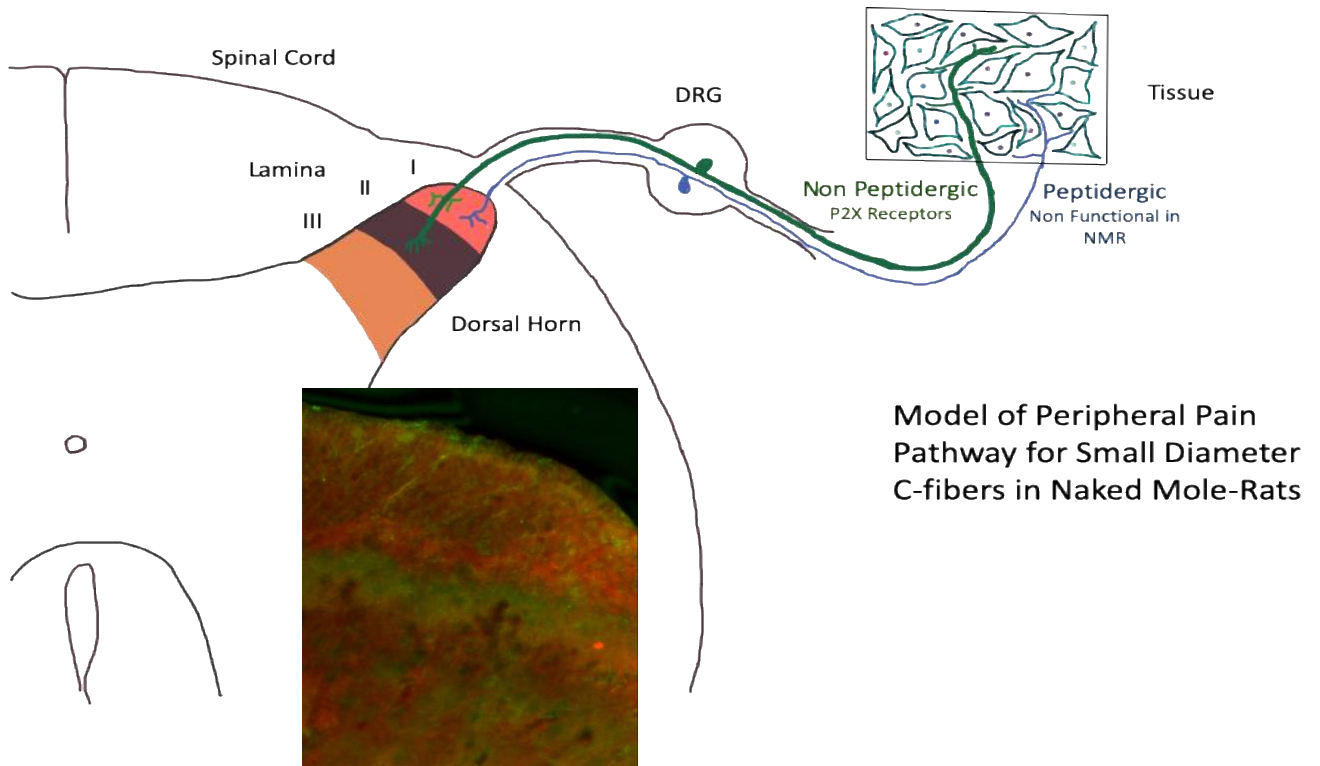 Spinal Cord
DRG
Tissue
Lamina
I
II
III
Non Peptidergic
P2X Receptors
Peptidergic
Non Functional in
NMR
Dorsal Horn
Model of Peripheral Pain
Pathway for Small Diameter
C-fibers in Naked Mole-Rats